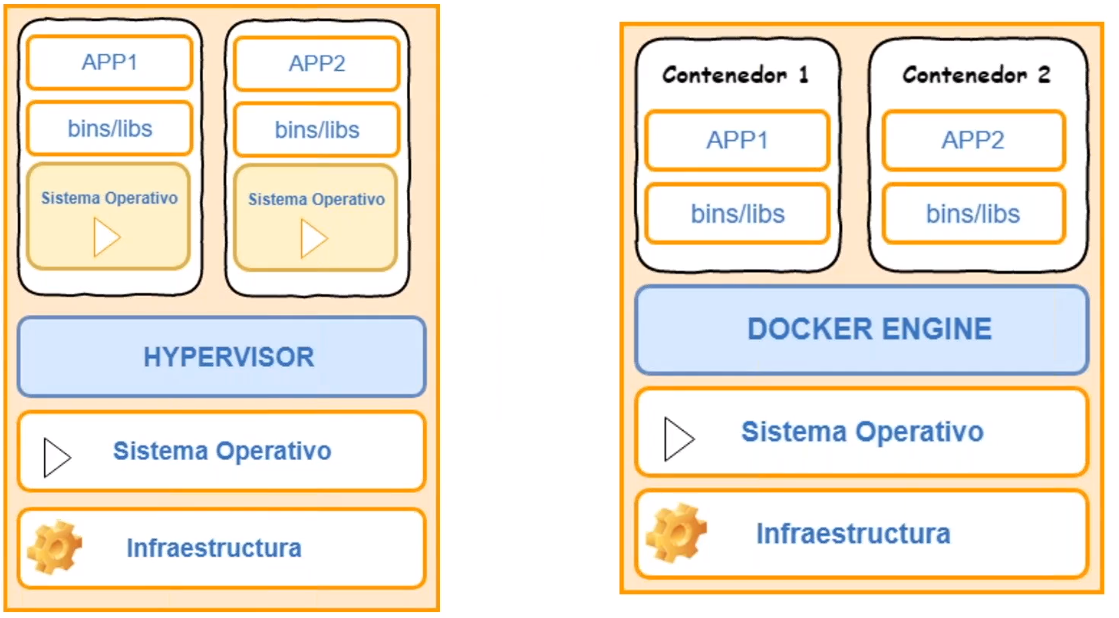 APP1
bins/libs
Sistema Operativo
APP2
bins/libs
Sistema Operativo
HYPERVISOR
Sistema Operativo
Infraestructura
Contenedor 1
APP1
bins/libs
Contenedor 2
APP2
bins/libs
DOCKER ENGINE
Sistema Operativo
Infraestructura